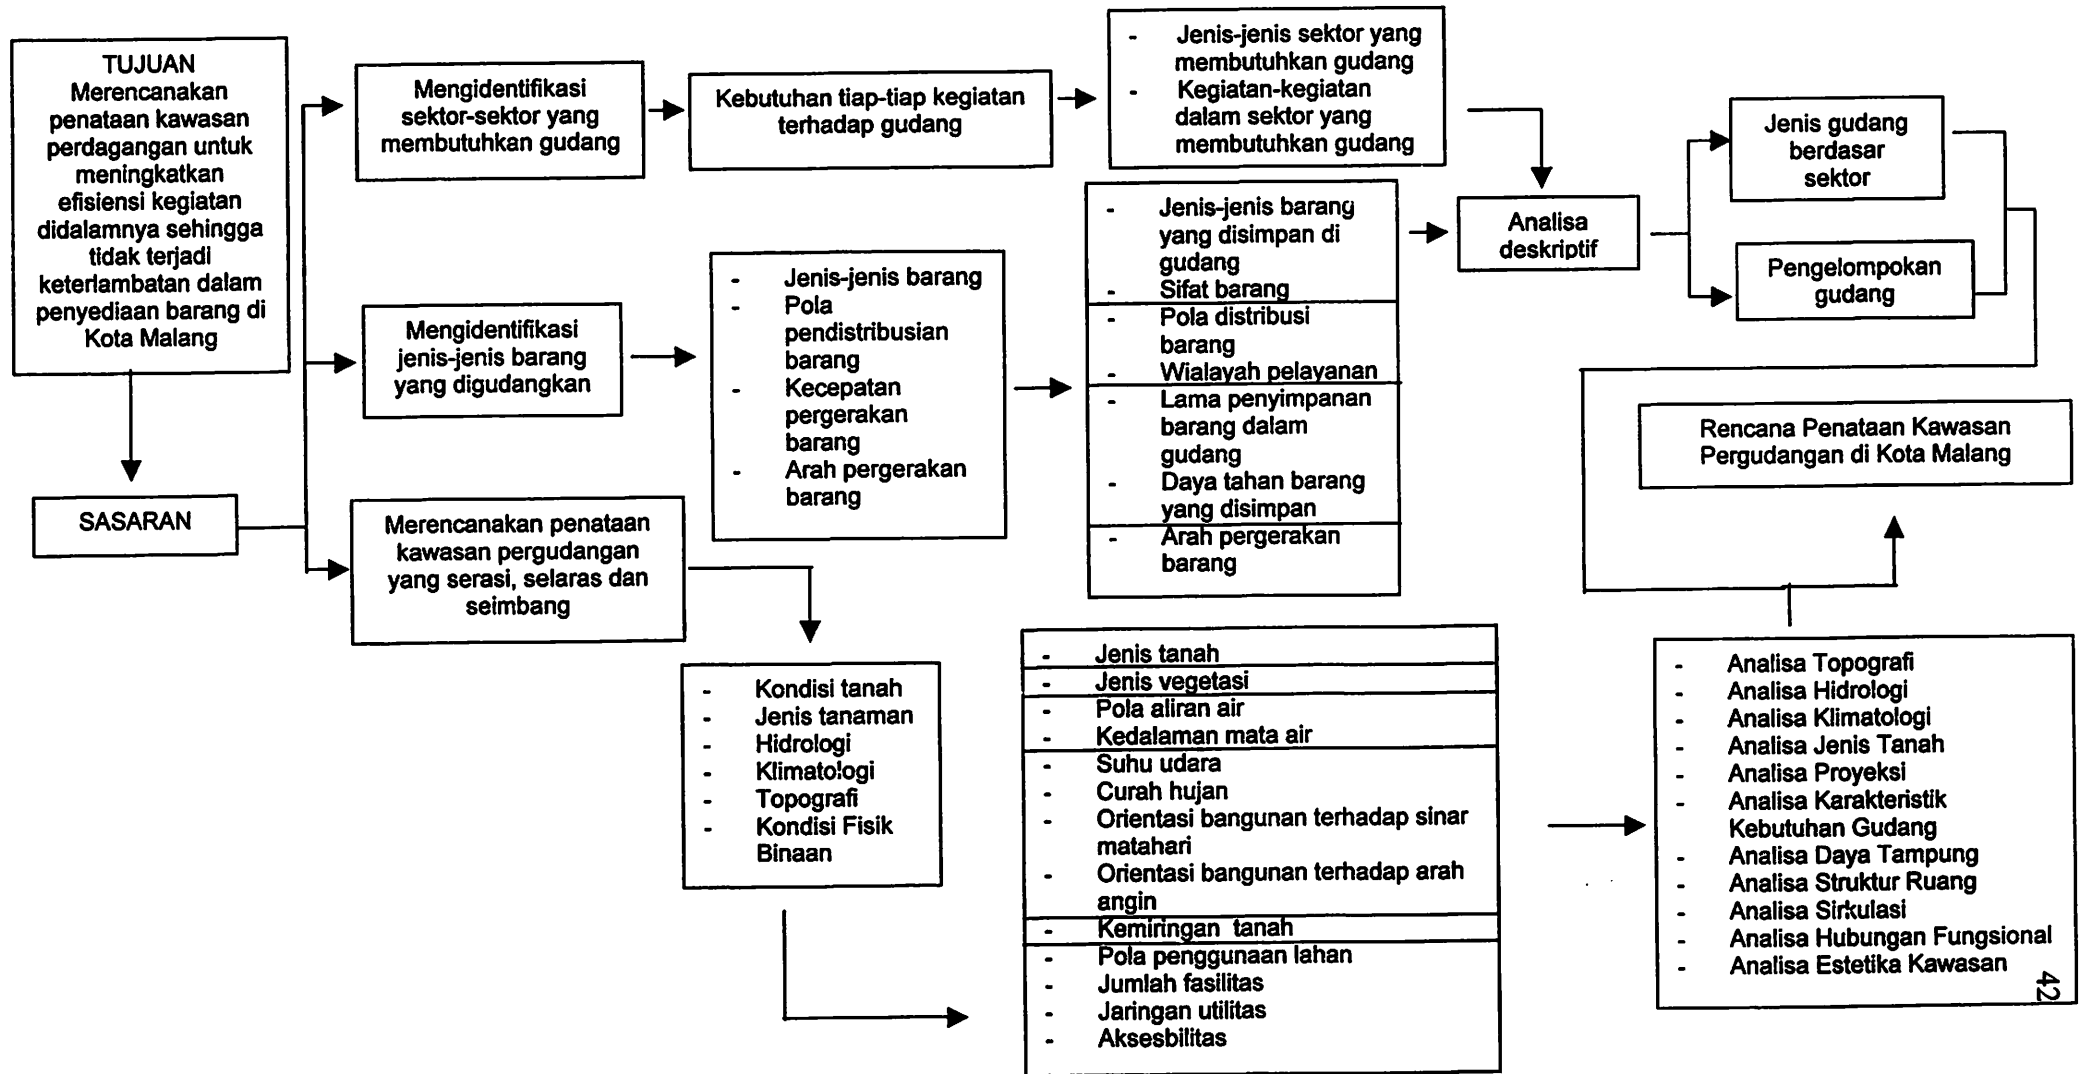 TUJUAN
Merencanakan
penataan kawasan
perdagangan untuk
meningkatkan
efisiensi kegiatan
didalamnya sehingga
tidak terjadi
keterlambatan dalam
penyediaan barang di
Kota Malang
SASARAN
Mengidentifikasi
sektor-sektor yang
membutuhkan gudang
Kebutuhan tiap-tiap kegiatan
terhadap gudang
- Jenis-jenis sektor yang
membutuhkan gudang
- Kegiatan-kegiatan
dalam sektor yang
membutuhkan gudang
Mengidentifikasi
jenis-jenis barang
yang digudangkan
- Jenis-jenis barang
- Pola
pendistribusian
barang
- Kecepatan
pergerakan
barang
- Arah pergerakan
barang
- Jenis-jenis barang
yang disimpan di
gudang
- Sifat barang
- Pola distribusi
barang
- Wialayah pelayanan
- Lama penyimpanan
barang dalam
gudang
- Daya tahan barang
yang disimpan
- Arah pergerakan
barang
Analisa
deskriptif
Jenis gudang
berdasar
sektor
Pengelompokan
gudang
Rencana Penataan Kawasan
Pergudangan di Kota Malang
Merencanakan penataan
kawasan pergudangan
yang serasi, selaras dan
seimbang
- Kondisi tanah
- Jenis tanaman
- Hidrologi
- Klimatologi
- Topografi
- Kondisi Fisik
Binaan
- Jenis tanah
- Jenis vegetasi
- Pola aliran air
- Kedalaman mata air
- Suhu udara
- Curah hujan
- Orientasi bangunan terhadap sinar
matahari
- Orientasi bangunan terhadap arah
angin
- Kemiringan tanah
- Pola penggunaan lahan
- Jumlah fasilitas
- Jaringan utilitas
- Aksesbilitas
- Analisa Topografi
- Analisa Hidrologi
- Analisa Klimatologi
- Analisa Jenis Tanah
- Analisa Proyeksi
- Analisa Karakteristik
Kebutuhan Gudang
- Analisa Daya Tampung
- Analisa Struktur Ruang
- Analisa Sirkulasi
- Analisa Hubungan Fungsional
- Analisa Estetika Kawasan
42